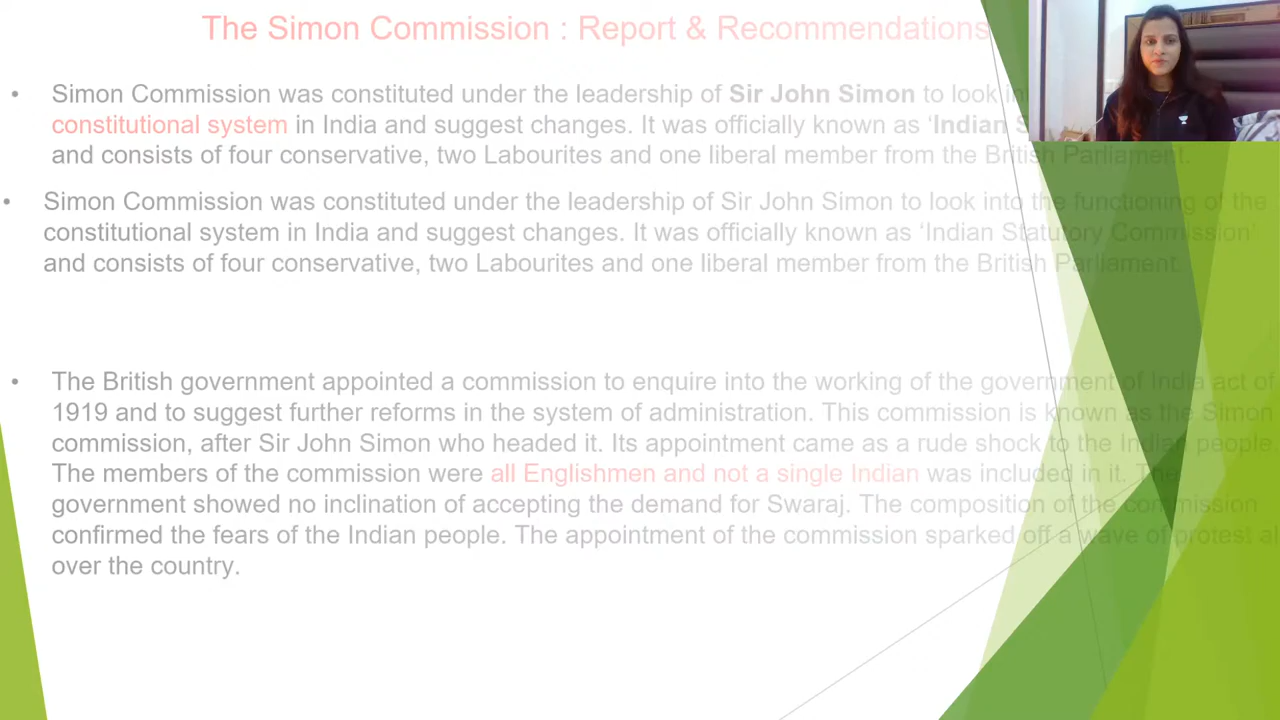 The Simon Commission : Report & Recommendations
• Simon Commission was constituted under the leadership of Sir John Simon to look into
constitutional system in India and suggest changes. It was officially known as ‘Indian
and consists of four conservative, two Labourites and one liberal member from the British Parliament.
• Simon Commission was constituted under the leadership of Sir John Simon to look into the functioning of the
constitutional system in India and suggest changes. It was officially known as ‘Indian Statutory Commission’
and consists of four conservative, two Labourites and one liberal member from the British Parliament.
• The British government appointed a commission to enquire into the working of the government of India act of
1919 and to suggest further reforms in the system of administration. This commission is known as the Simon
commission, after Sir John Simon who headed it. Its appointment came as a rude shock to the Indian people.
The members of the commission were all Englishmen and not a single Indian was included in it. The
government showed no inclination of accepting the demand for Swaraj. The composition of the commission
confirmed the fears of the Indian people. The appointment of the commission sparked off a wave of protest al
over the country.